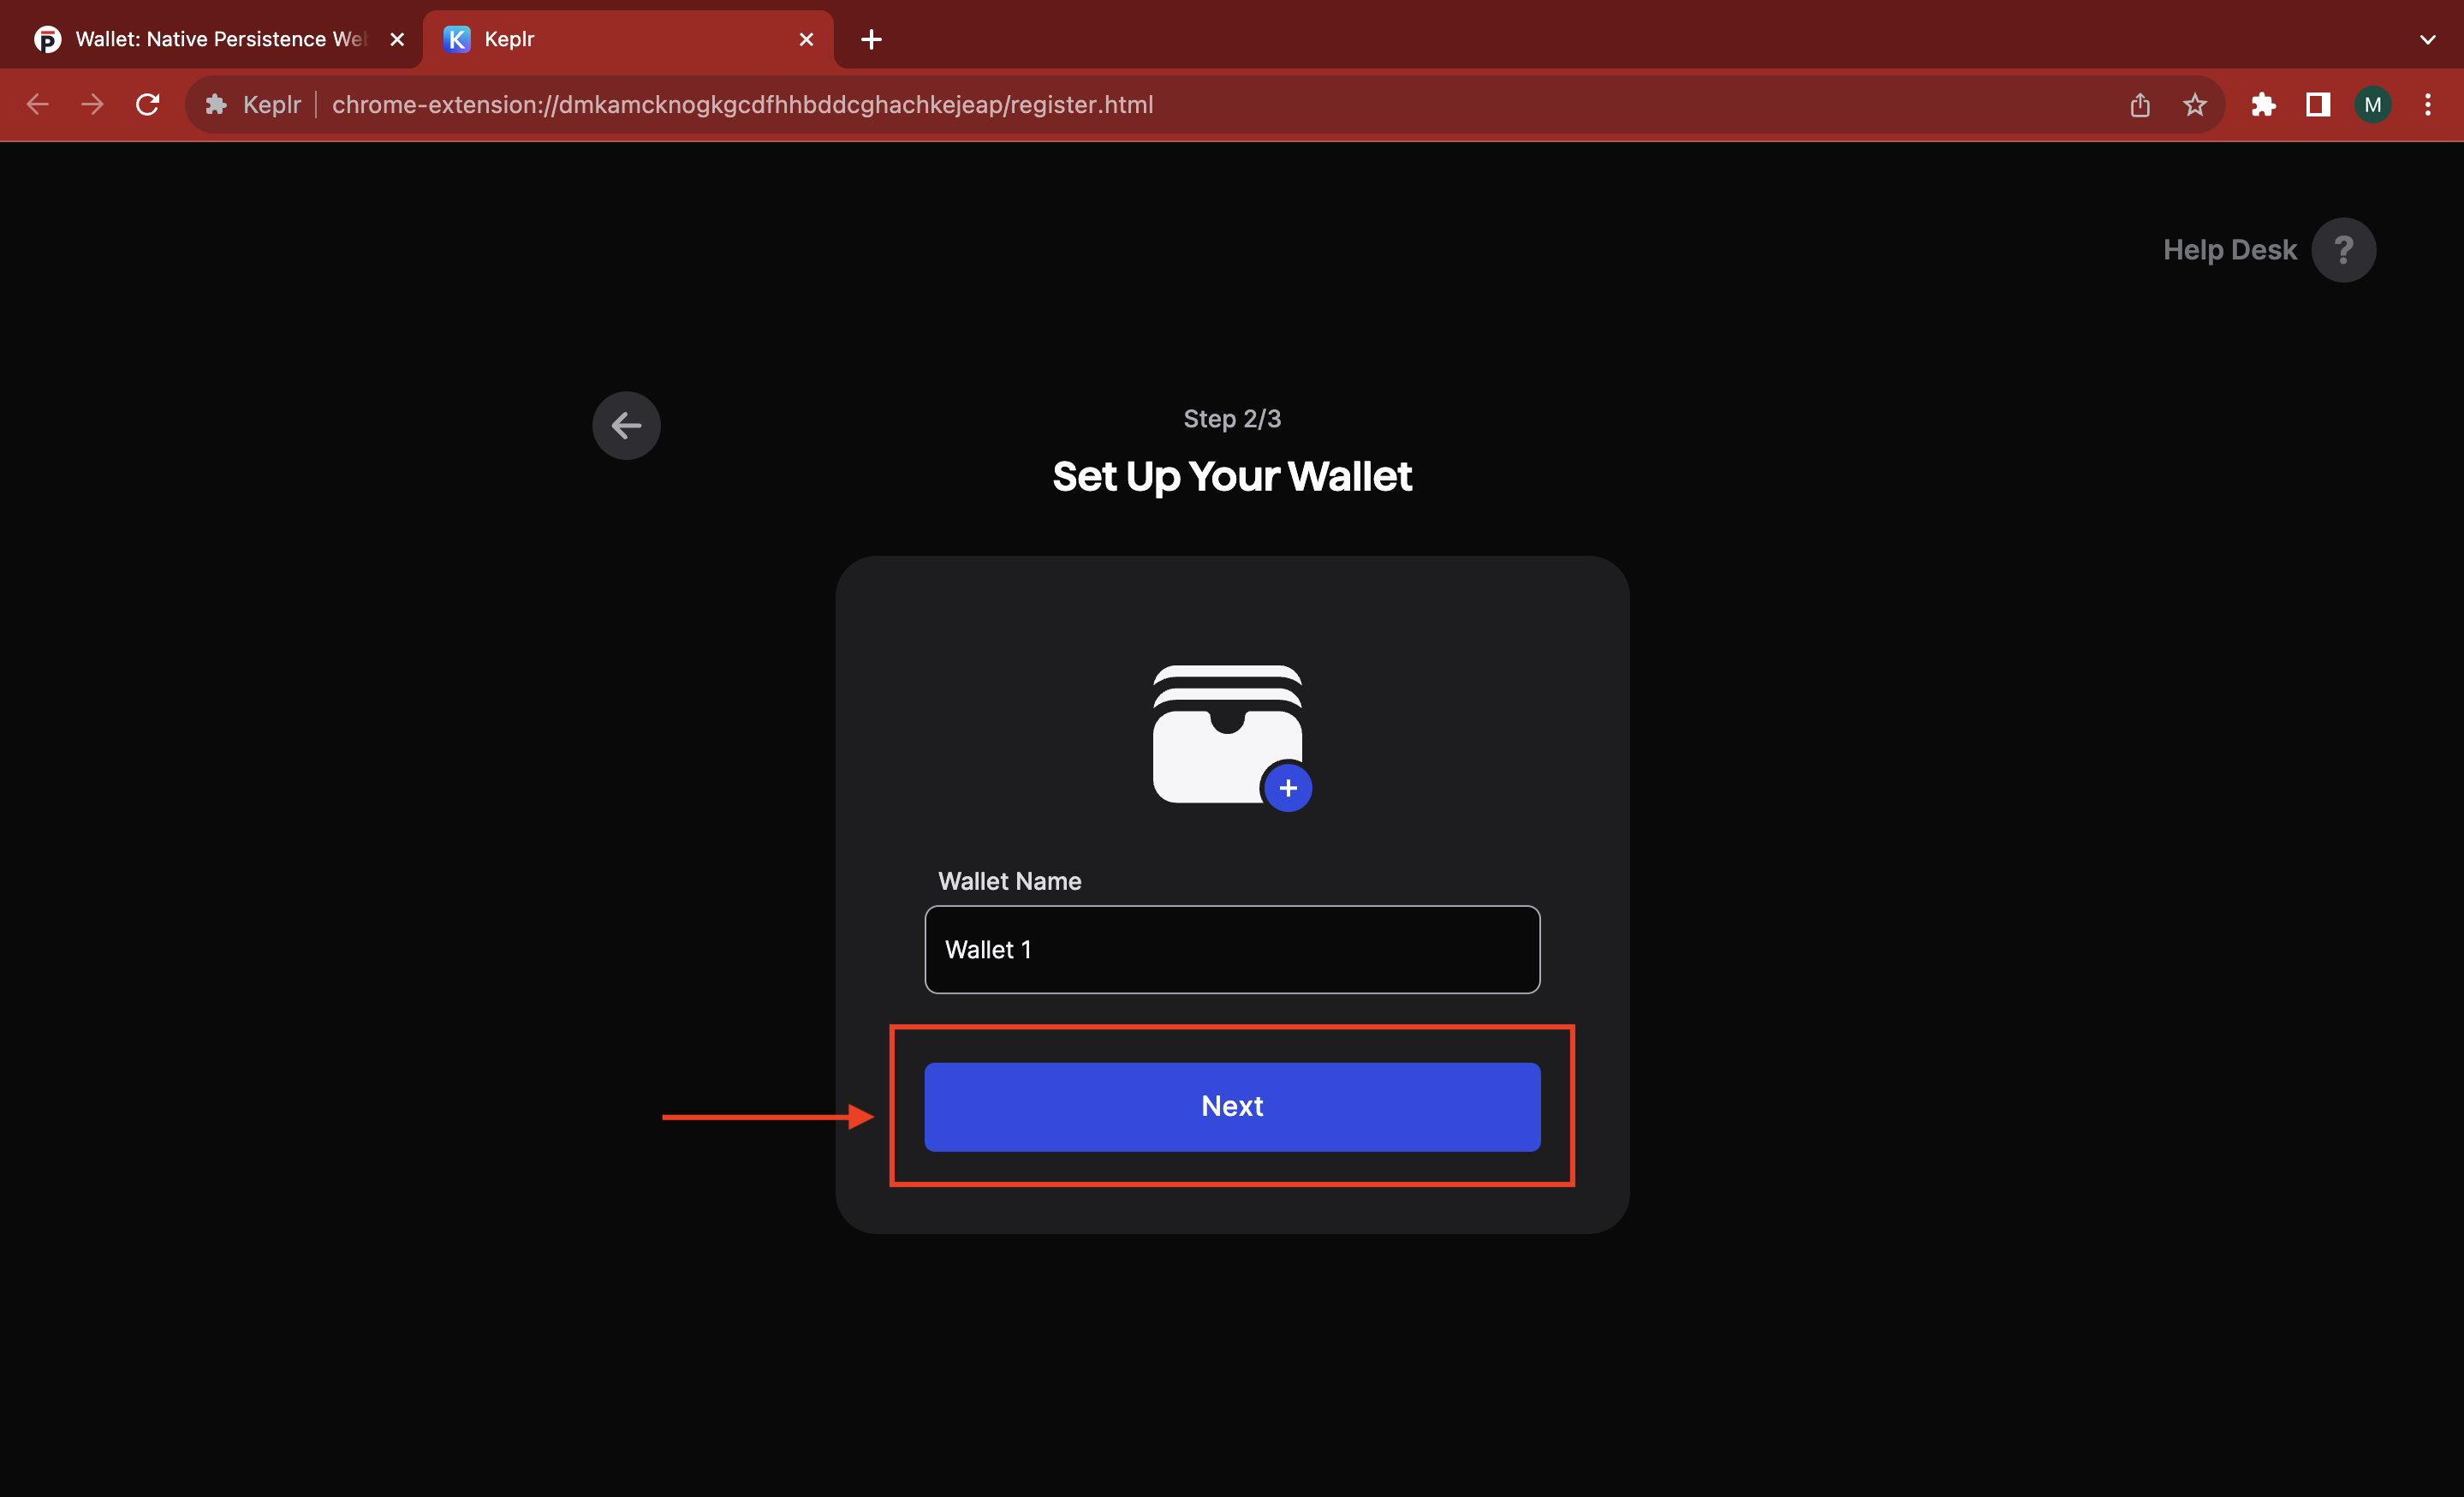 Wallet: Native Persistence We
Keplr
Keplr
chrome-extension://dmkamcknogkgcdfhhbddcghachkejeap/register.html
M
Help Desk ?
Step 2/3
Set Up Your Wallet
Wallet Name
Wallet 1
Next